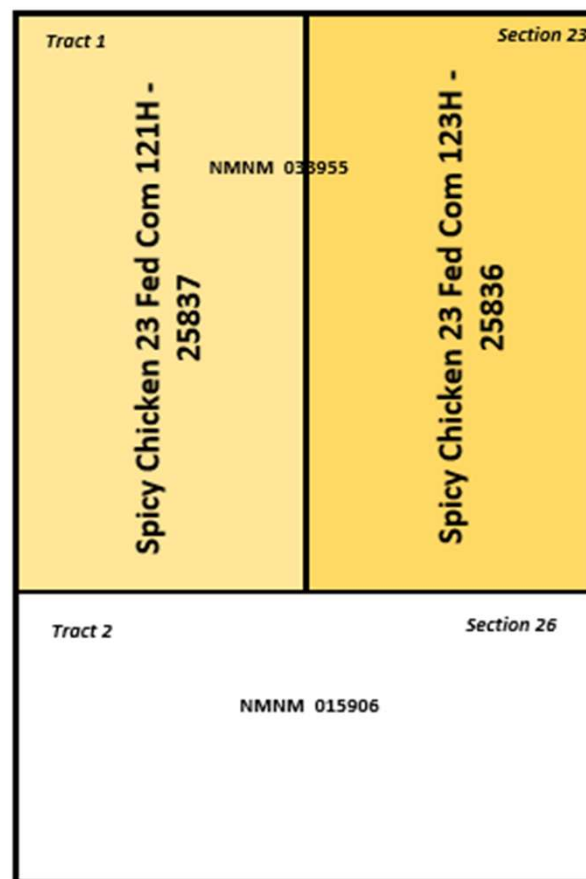 Tract 1
Section 23
NMNM 033955
Spicy Chicken 23 Fed Com 121H -
25837
Spicy Chicken 23 Fed Com 123H -
25836
Tract 2
Section 26
NMNM 015906